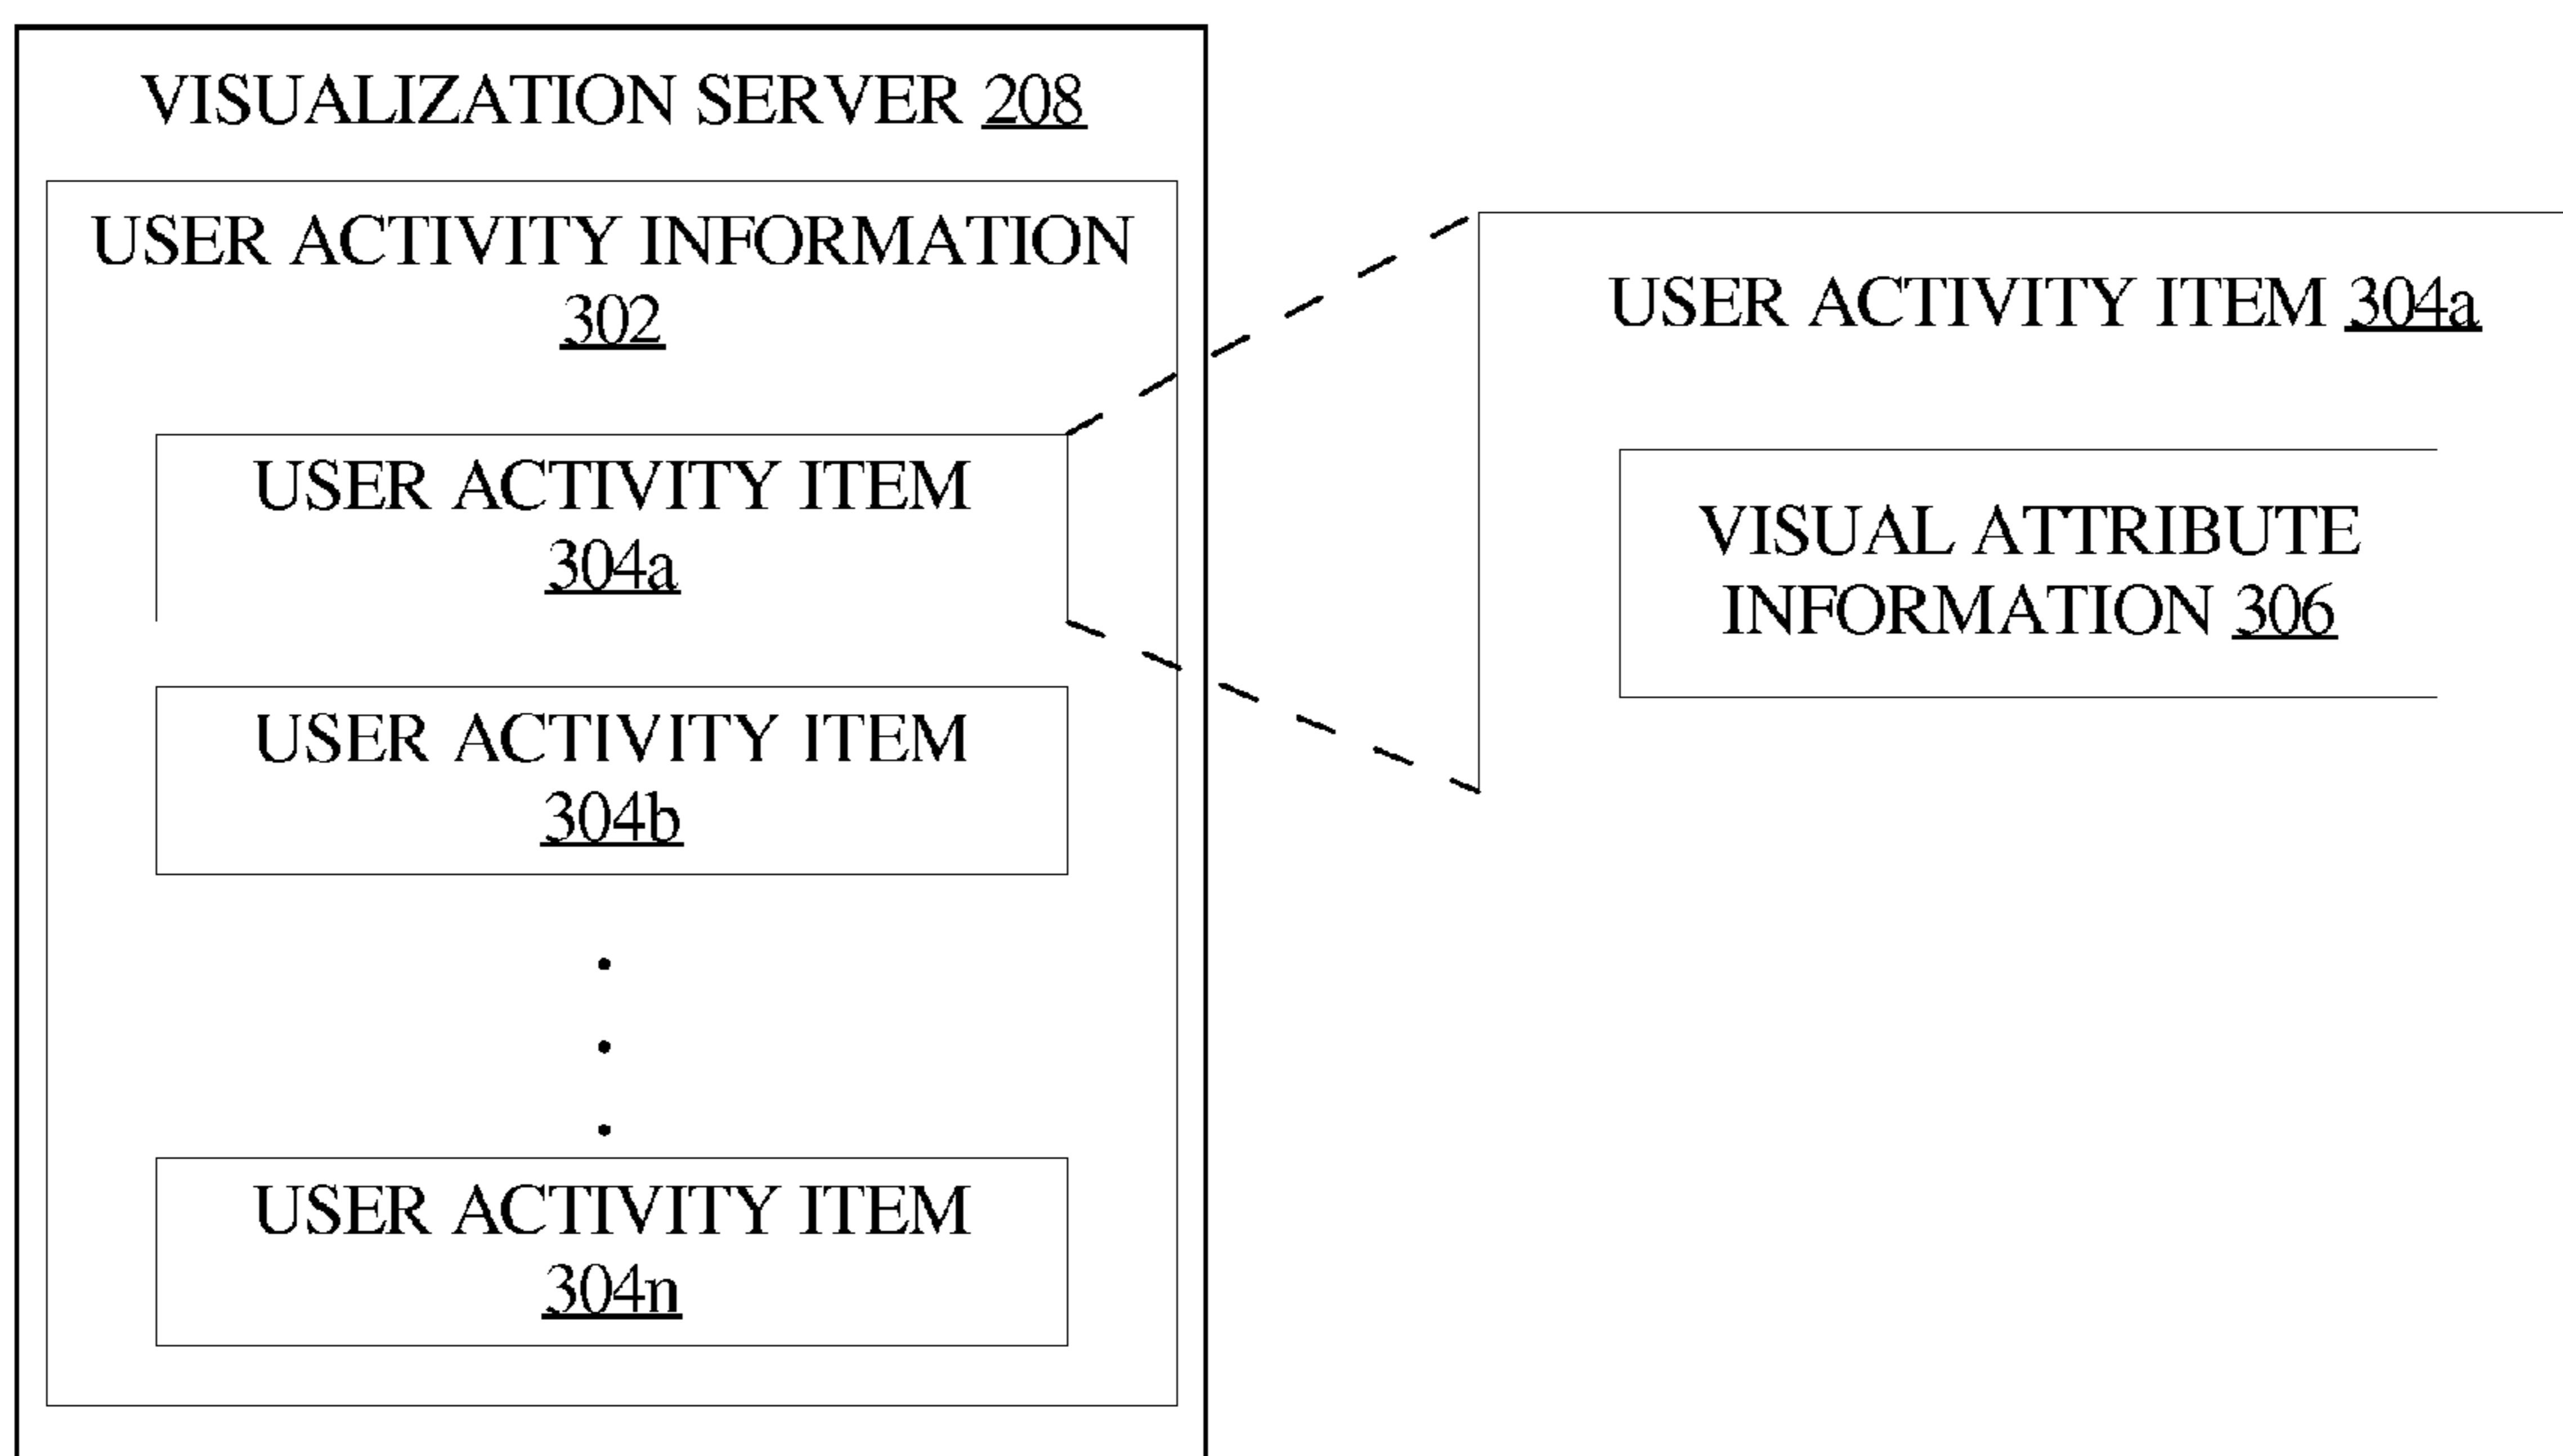 VISUALIZATION SERVER 208
USER ACTIVITY INFORMATION
302
USER ACTIVITY ITEM
304a
USER ACTIVITY ITEM
304b
USER ACTIVITY ITEM
304n
USER ACTIVITY ITEM 304a
VISUAL ATTRIBUTE
INFORMATION 306